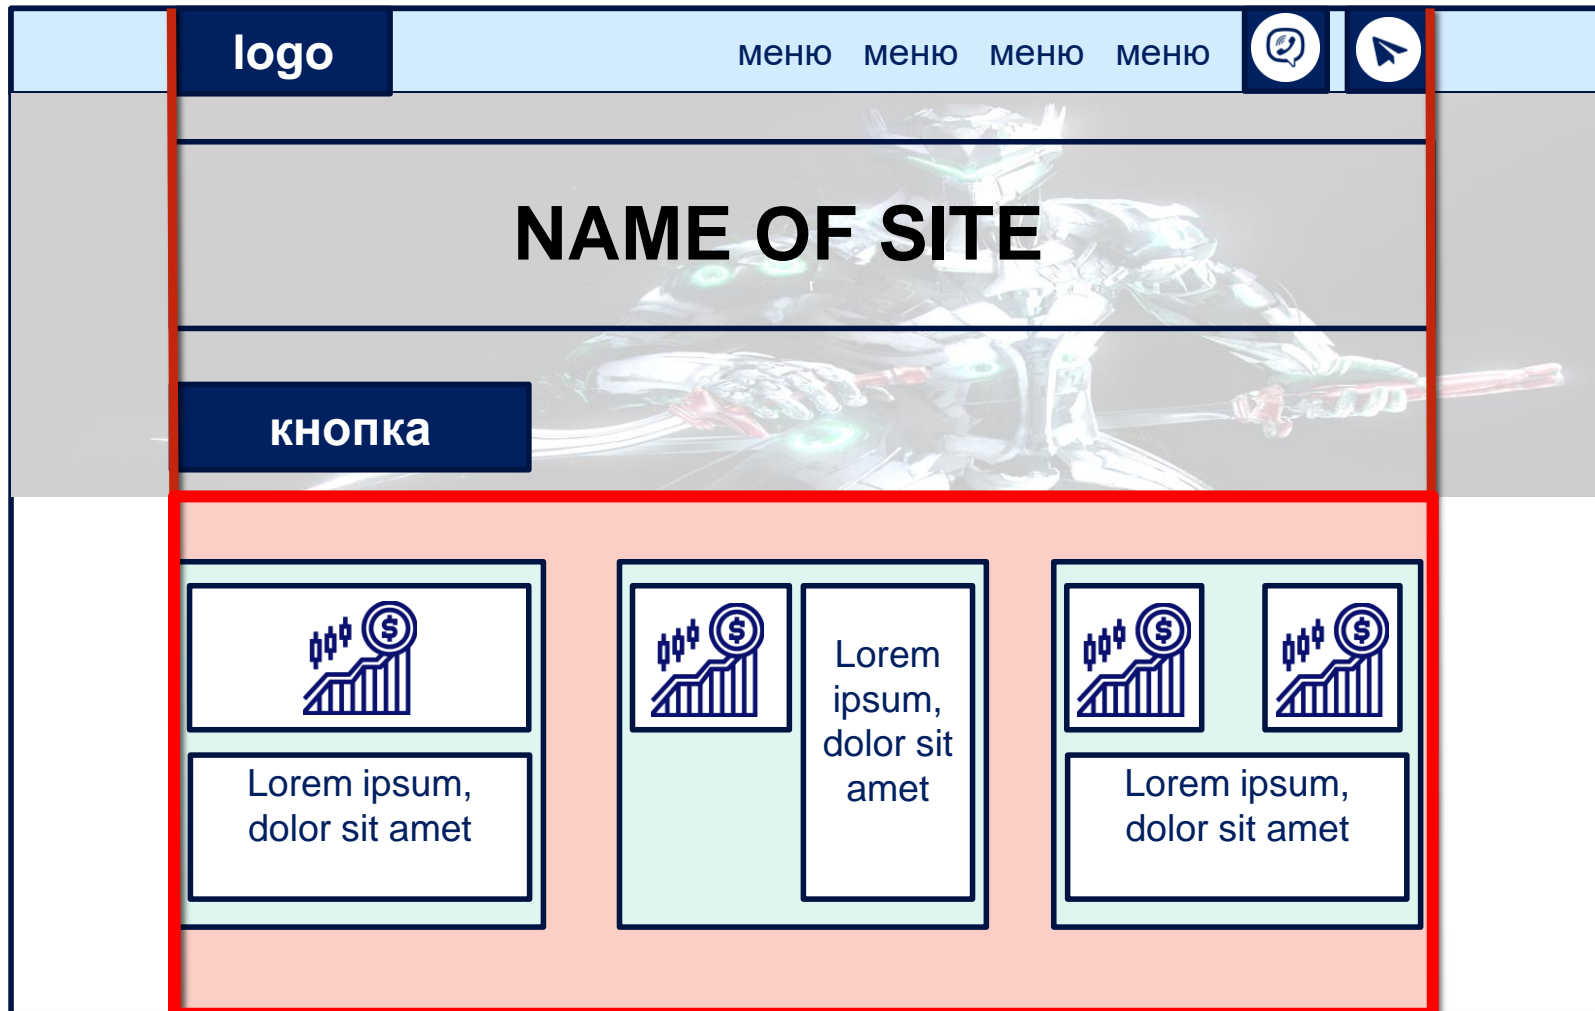 logo
меню меню меню меню
NAME OF SITE
кнопка
Lorem ipsum,
dolor sit amet
Lorem
ipsum,
dolor sit
amet
Lorem ipsum,
dolor sit amet